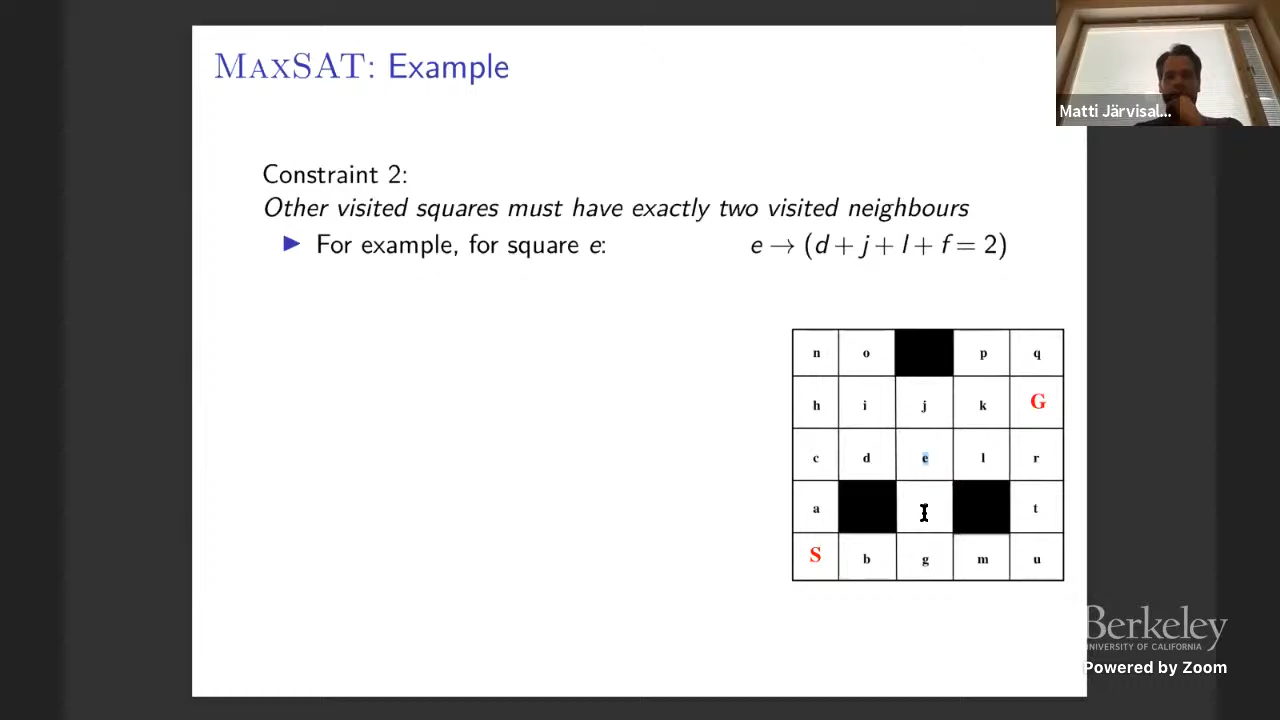 MaxSAT: Example
Matti Järvisal...
Constraint 2:
Other visited squares must have exactly two visited neighbours
▶ For example, for square e: e → (d + j + l + f = 2)
n o p q
h i j k G
c d e l r
a t
S b g m u
Berkeley
UNIVERSITY OF CALIFORNIA
Powered by Zoom